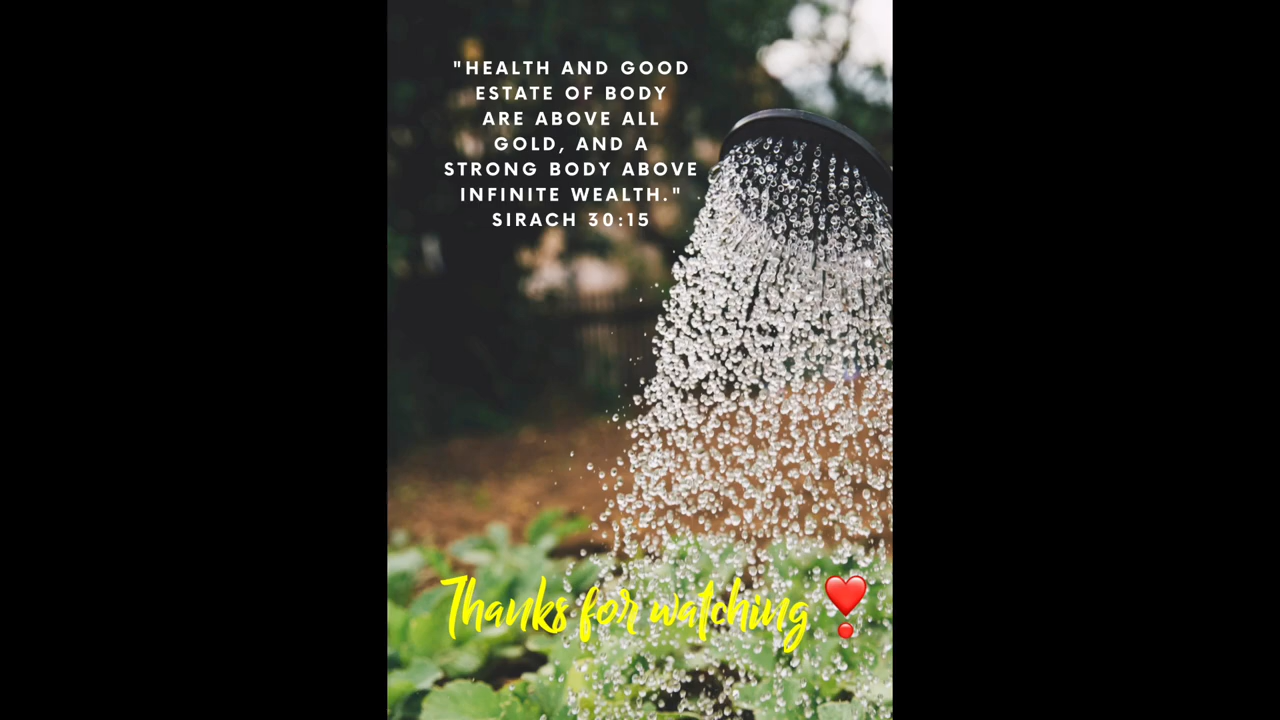 "HEALTH AND GOOD
ESTATE OF BODY
ARE ABOVE ALL
GOLD, AND A
STRONG BODY ABOVE
INFINITE WEALTH."
SIRACH 30:15
Thanks for watching ❣️